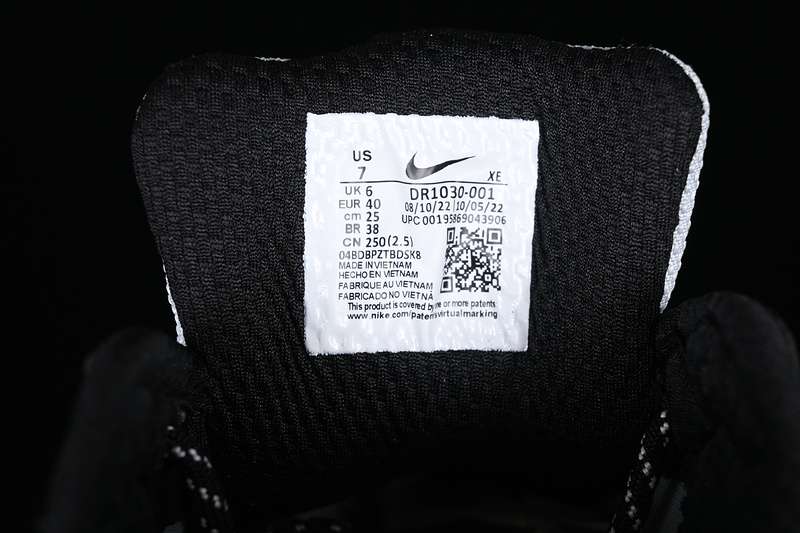 US
7 XE
UK 6 DR1030-001
EUR 40 08/10/22 10/05/22
cm 25 UPC 00195869043906
BR 38
CN 250(2.5)
04BDBPZTBDSK8
MADE IN VIETNAM
HECHO EN VIETNAM
FABRIQUE AU VIETNAM
FABRICADO NO VIETNÃ
This product is covered by one or more patents.
www.nike.com/patentsvirtualmarking